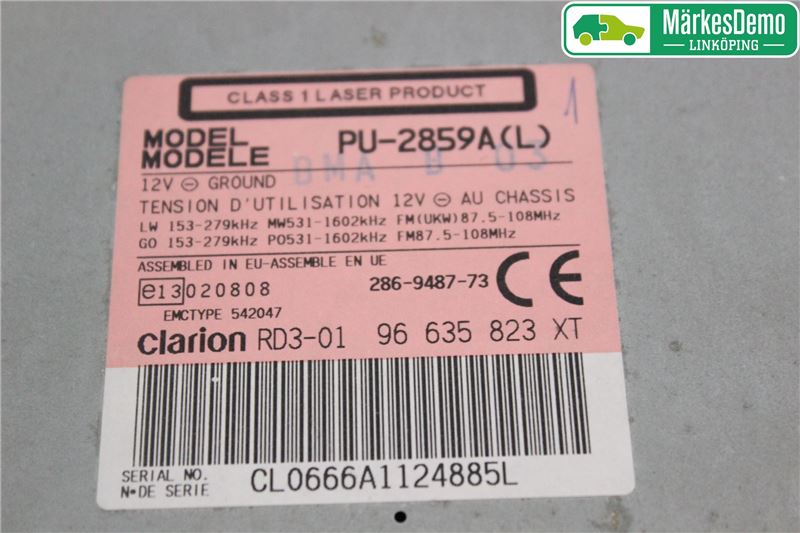 MärkesDemo
LINKÖPING
CLASS 1 LASER PRODUCT
1
MODEL PU-2859A(L)
MODELE
DMA B 03
12V ⊖ GROUND
TENSION D'UTILISATION 12V ⊖ AU CHASSIS
LW 153-279kHz MW531-1602kHz FM(UKW)87.5-108MHz
GO 153-279kHz PO531-1602kHz FM87.5-108MHz
ASSEMBLED IN EU-ASSEMBLE EN UE
e13 020808 286-9487-73 CE
EMCTYPE 542047
clarion RD3-01 96 635 823 XT
SERIAL NO. CL0666A1124885L
N•DE SERIE